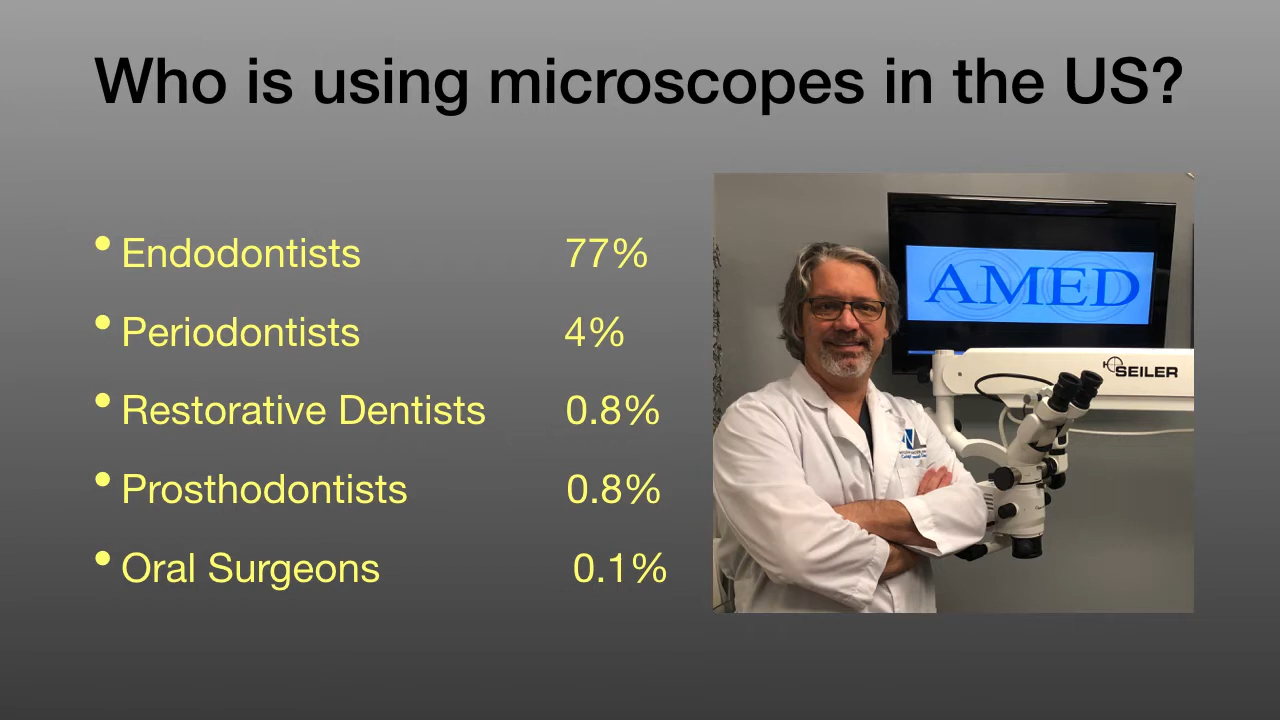 Who is using microscopes in the US?
• Endodontists 77%
• Periodontists 4%
• Restorative Dentists 0.8%
• Prosthodontists 0.8%
• Oral Surgeons 0.1%
AMED
SEILER